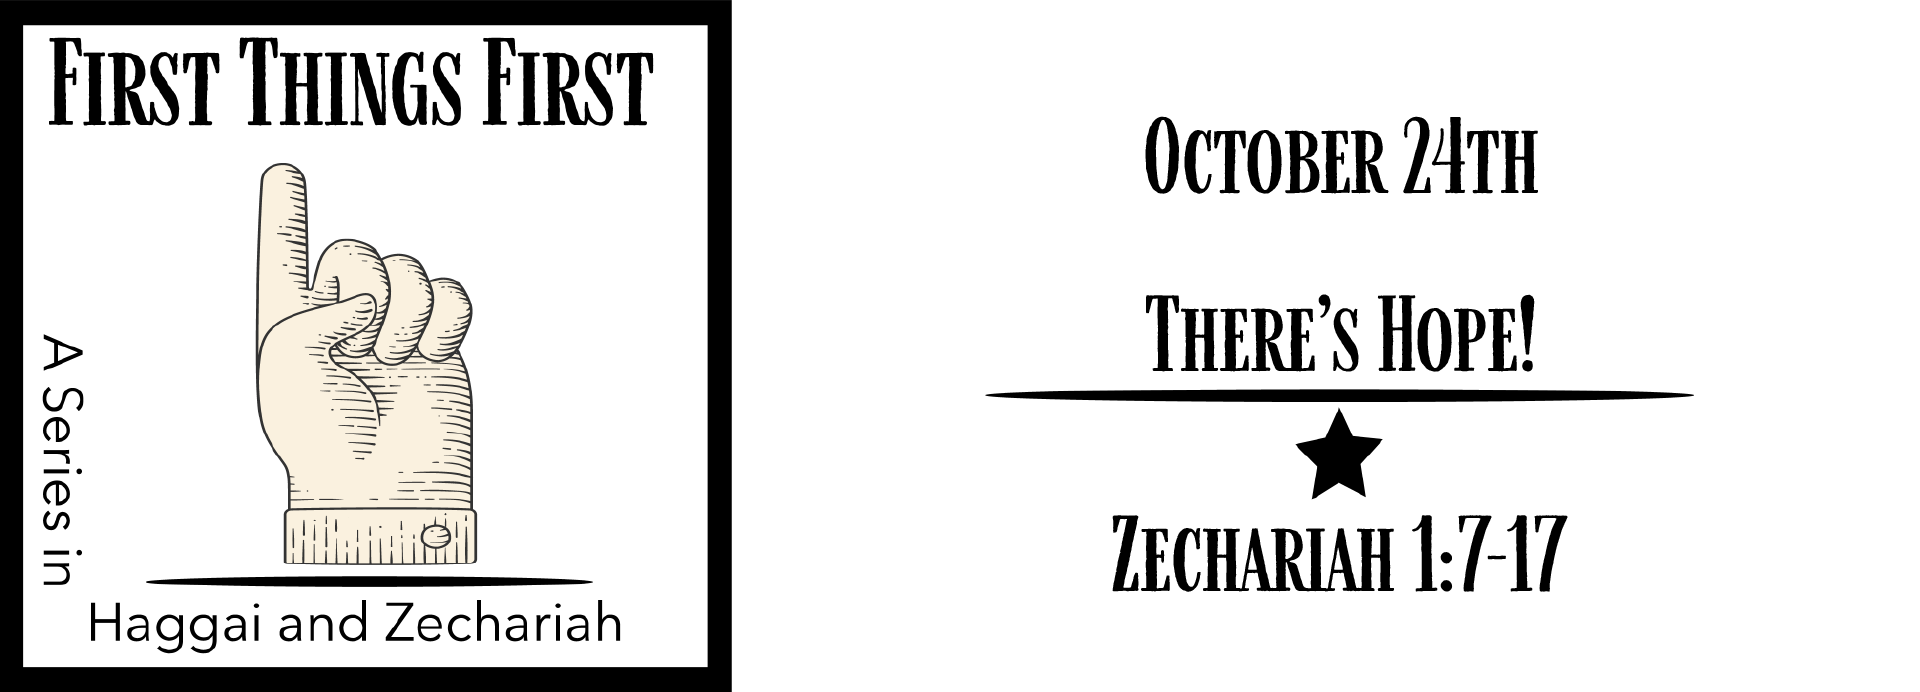 First Things First
A Series in
Haggai and Zechariah
October 24th
There's Hope!
Zechariah 1:7-17